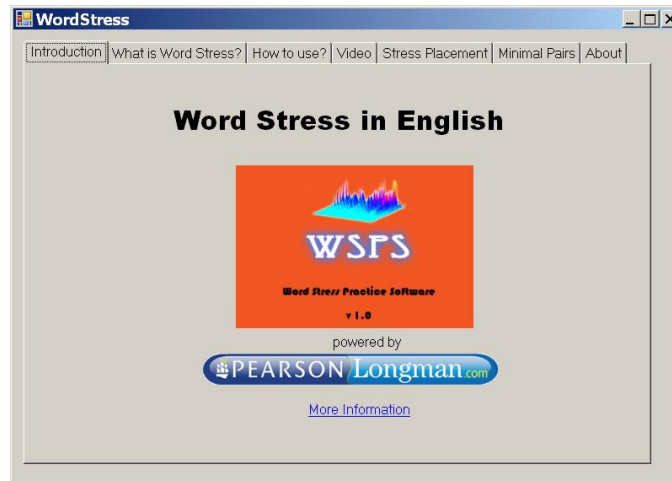 WordStress
Introduction What is Word Stress? How to use? Video Stress Placement Minimal Pairs About
Word Stress in English
WSPS
Word Stress Practice Software
v 1.0
powered by
PEARSON Longman.com
More Information